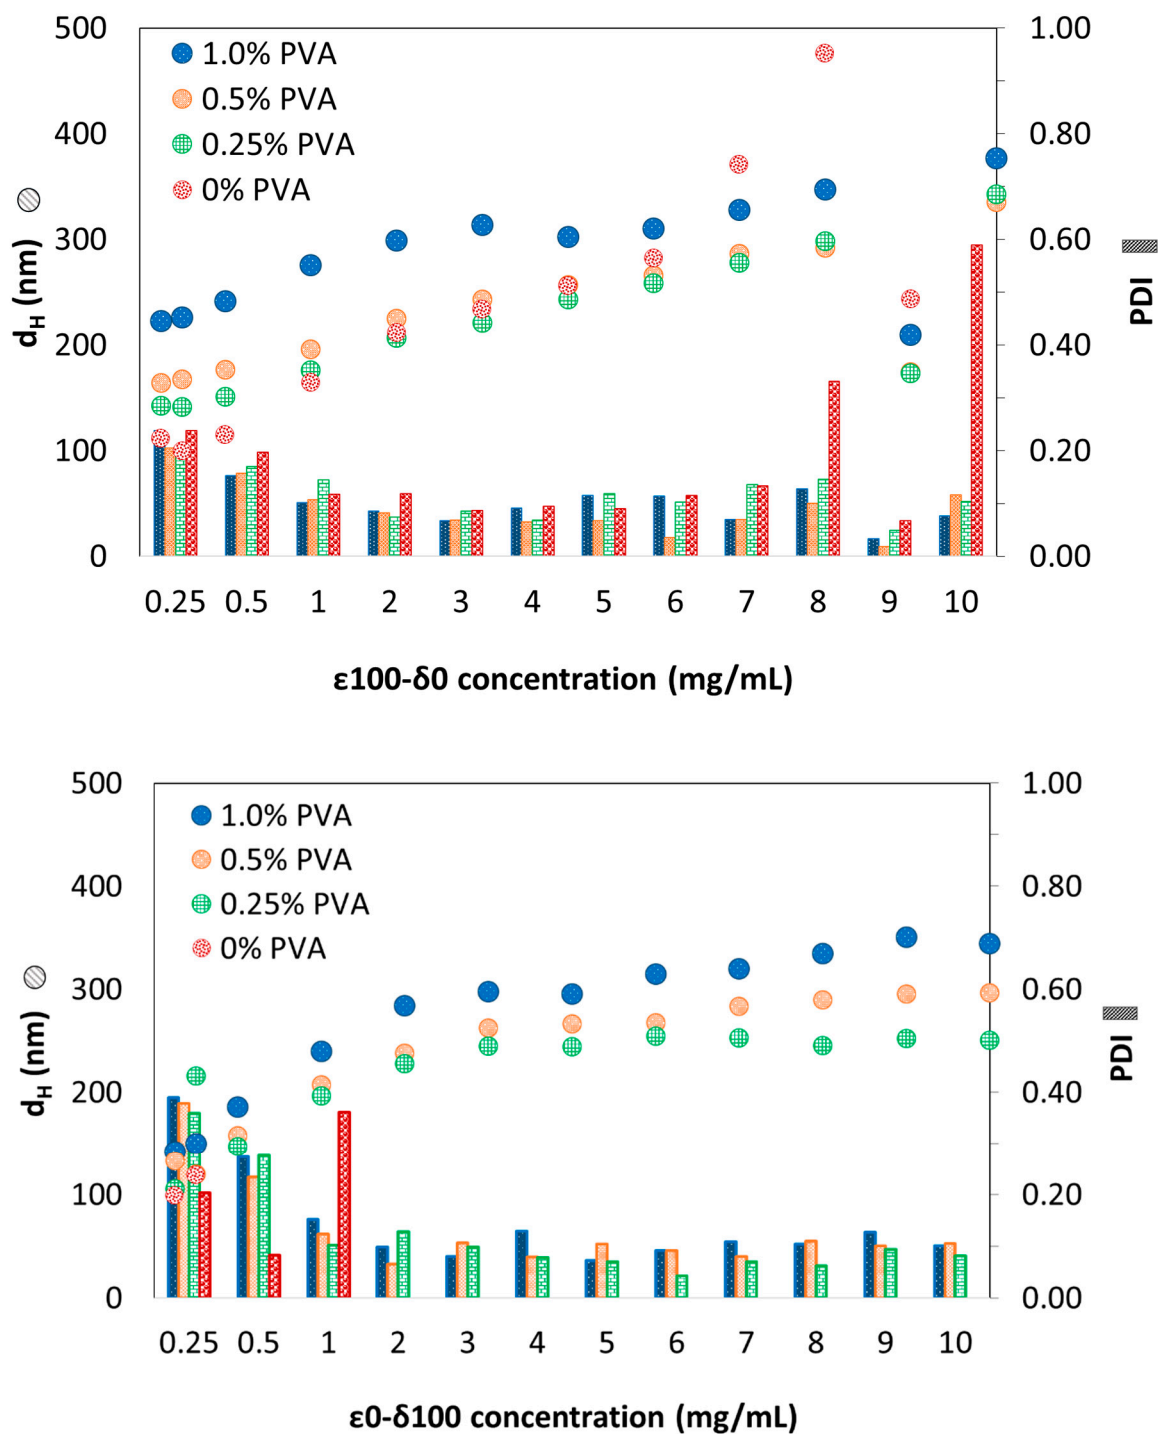 500
400
300
200
100
0
d_H (nm)
1.0% PVA
0.5% PVA
0.25% PVA
0% PVA
1.00
0.80
0.60
0.40
0.20
0.00
PDI
0.25 0.5 1 2 3 4 5 6 7 8 9 10
ε100-δ0 concentration (mg/mL)
500
400
300
200
100
0
d_H (nm)
1.0% PVA
0.5% PVA
0.25% PVA
0% PVA
1.00
0.80
0.60
0.40
0.20
0.00
PDI
0.25 0.5 1 2 3 4 5 6 7 8 9 10
ε0-δ100 concentration (mg/mL)